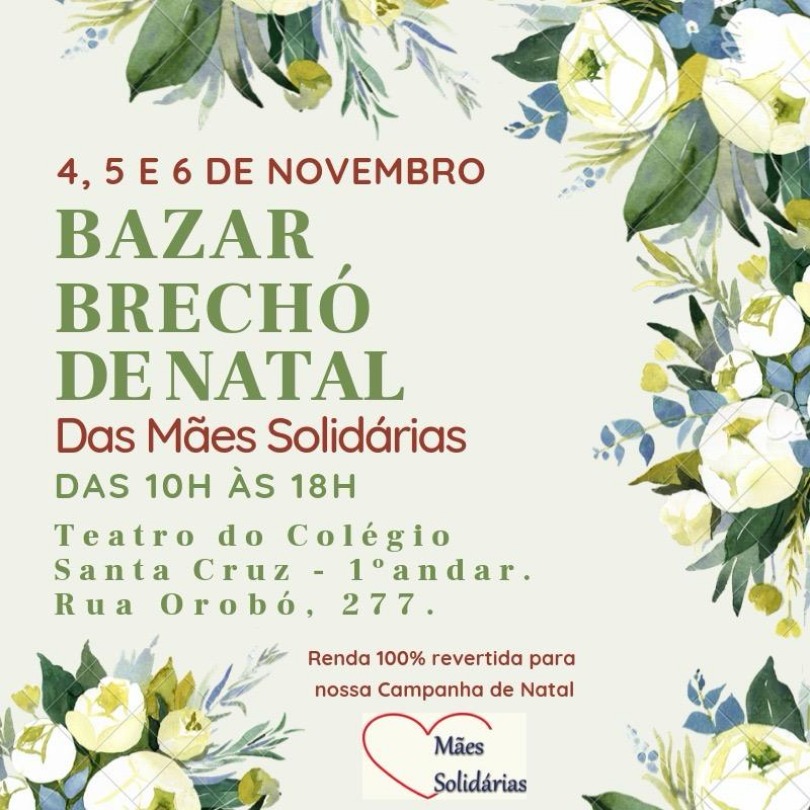 4, 5 E 6 DE NOVEMBRO
BAZAR
BRECHÓ
DE NATAL
Das Mães Solidárias
DAS 10H ÀS 18H
Teatro do Colégio
Santa Cruz - 1ºandar.
Rua Orobó, 277.
Renda 100% revertida para
nossa Campanha de Natal
Mães
Solidárias